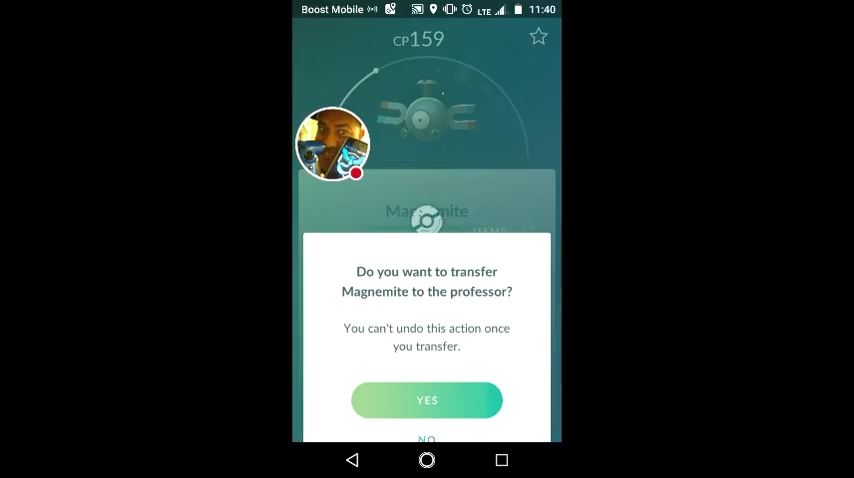 Boost Mobile LTE 11:40
CP159
Magnemite
ITEMS
Do you want to transfer
Magnemite to the professor?
You can't undo this action once
you transfer.
YES
NO